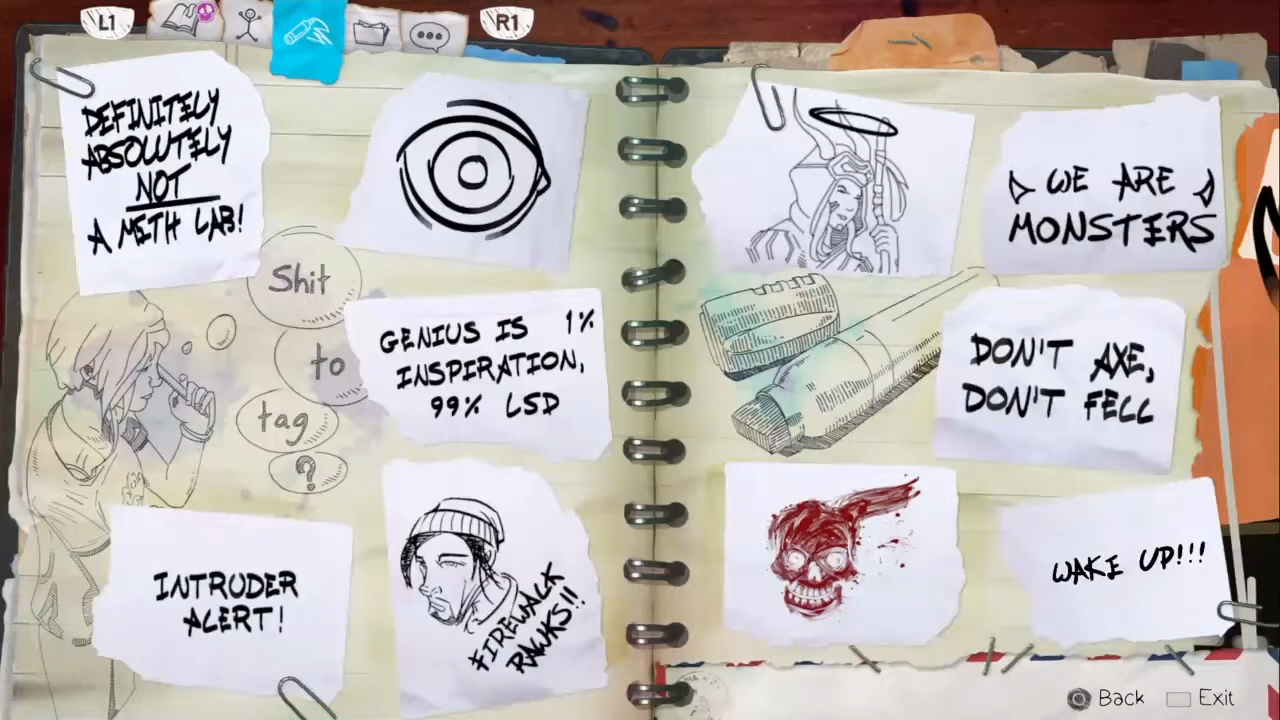 L1
R1
DEFINITELY
ABSOLUTELY
NOT
A METH LAB!
Shit
to
tag
?
GENIUS IS 1%
INSPIRATION,
99% LSD
INTRUDER
ALERT!
FIREWALK
RAWKS!!
WE ARE
MONSTERS
DON'T AXE,
DON'T FELL
WAKE UP!!!
Back
Exit